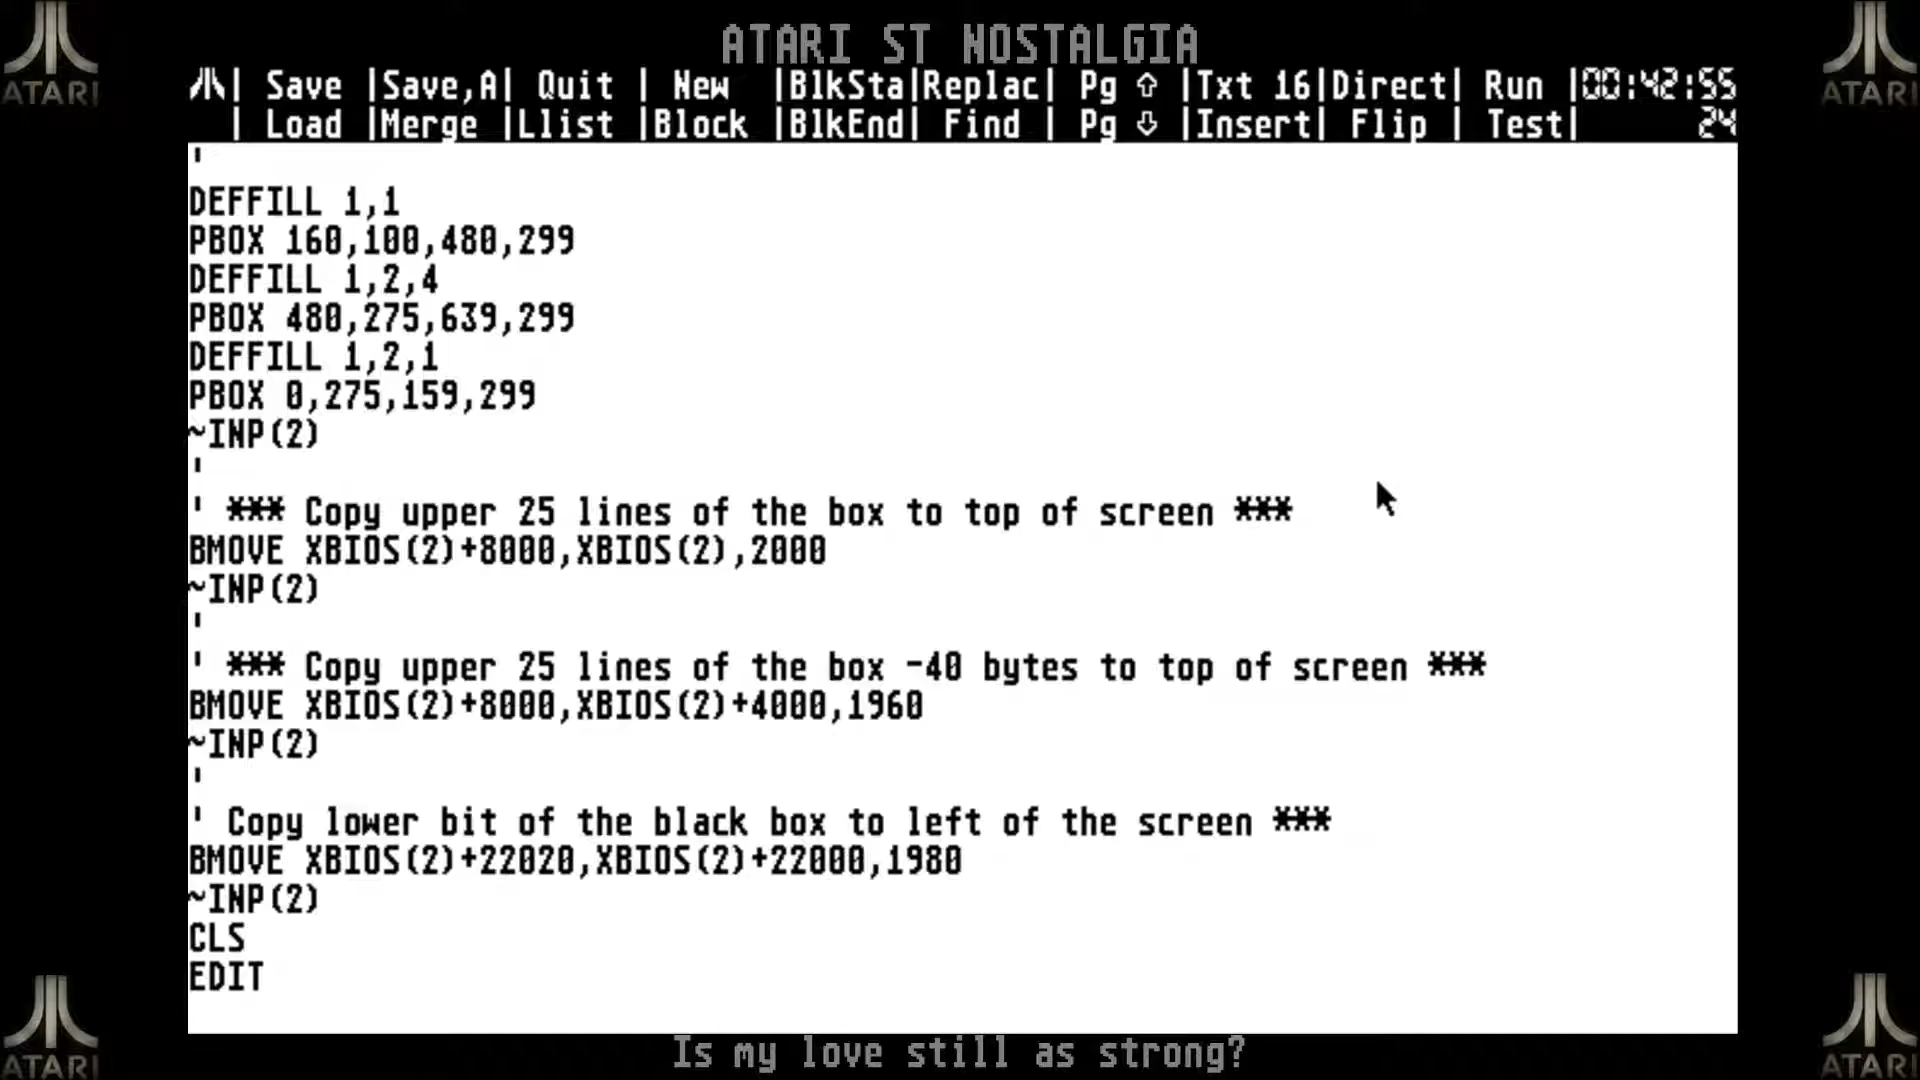 ATARI ST NOSTALGIA
| Save |Save,A| Quit | New |BlkSta|Replac| Pg ⇧ |Txt 16|Direct| Run |00:42:55
| Load |Merge |Llist |Block |BlkEnd| Find | Pg ⇩ |Insert| Flip | Test| 24
'
DEFFILL 1,1
PBOX 160,100,480,299
DEFFILL 1,2,4
PBOX 480,275,639,299
DEFFILL 1,2,1
PBOX 0,275,159,299
~INP(2)
'
' *** Copy upper 25 lines of the box to top of screen ***
BMOVE XBIOS(2)+8000,XBIOS(2),2000
~INP(2)
'
' *** Copy upper 25 lines of the box -40 bytes to top of screen ***
BMOVE XBIOS(2)+8000,XBIOS(2)+4000,1960
~INP(2)
'
' Copy lower bit of the black box to left of the screen ***
BMOVE XBIOS(2)+22020,XBIOS(2)+22000,1980
~INP(2)
CLS
EDIT
Is my love still as strong?
ATARI
ATARI
ATARI
ATARI